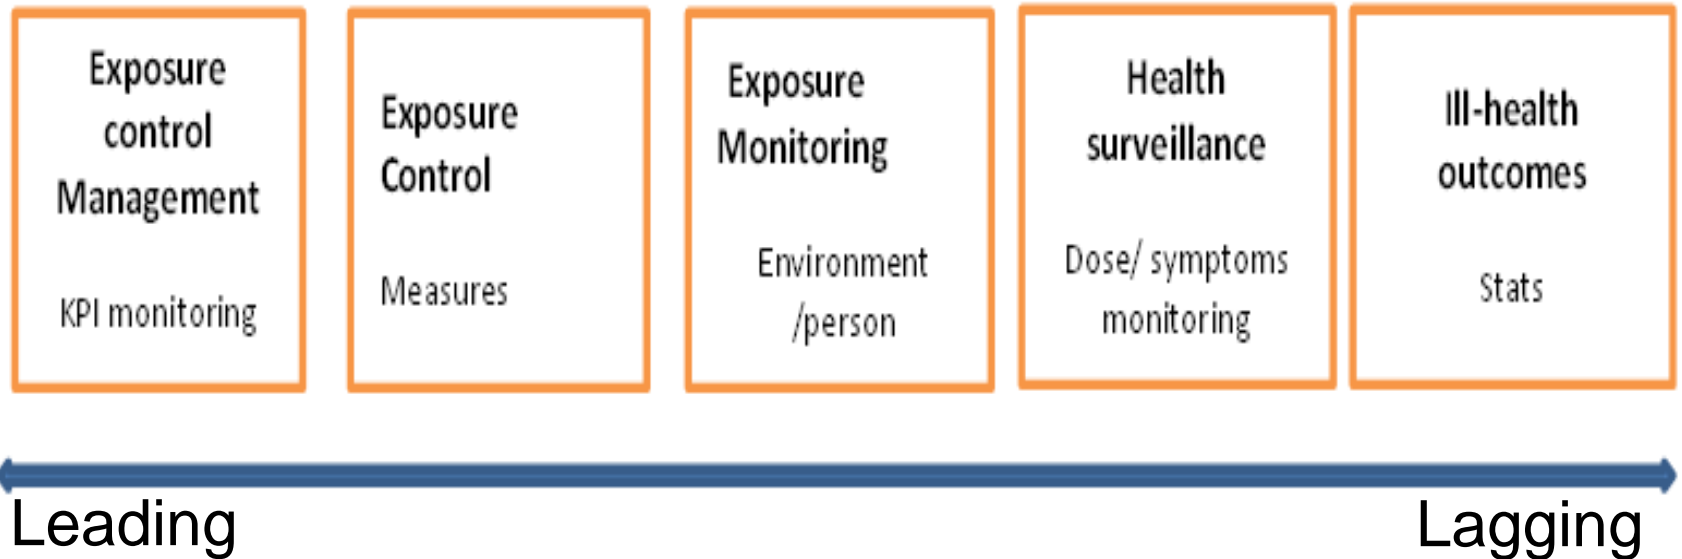 Exposure
control
Management
KPI monitoring
Exposure
Control
Measures
Exposure
Monitoring
Environment
/person
Health
surveillance
Dose/ symptoms
monitoring
Ill-health
outcomes
Stats
Leading
Lagging